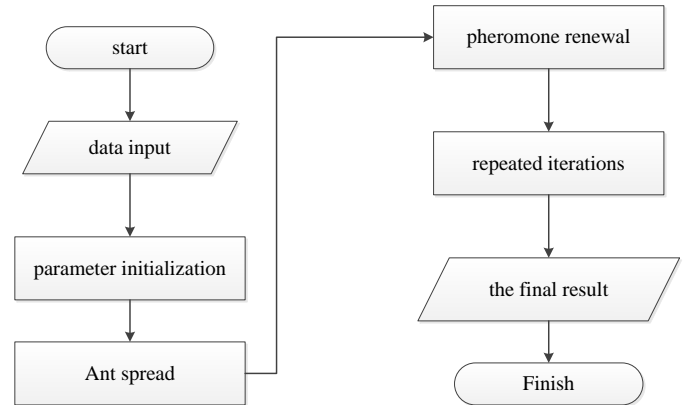 start
data input
parameter initialization
Ant spread
pheromone renewal
repeated iterations
the final result
Finish